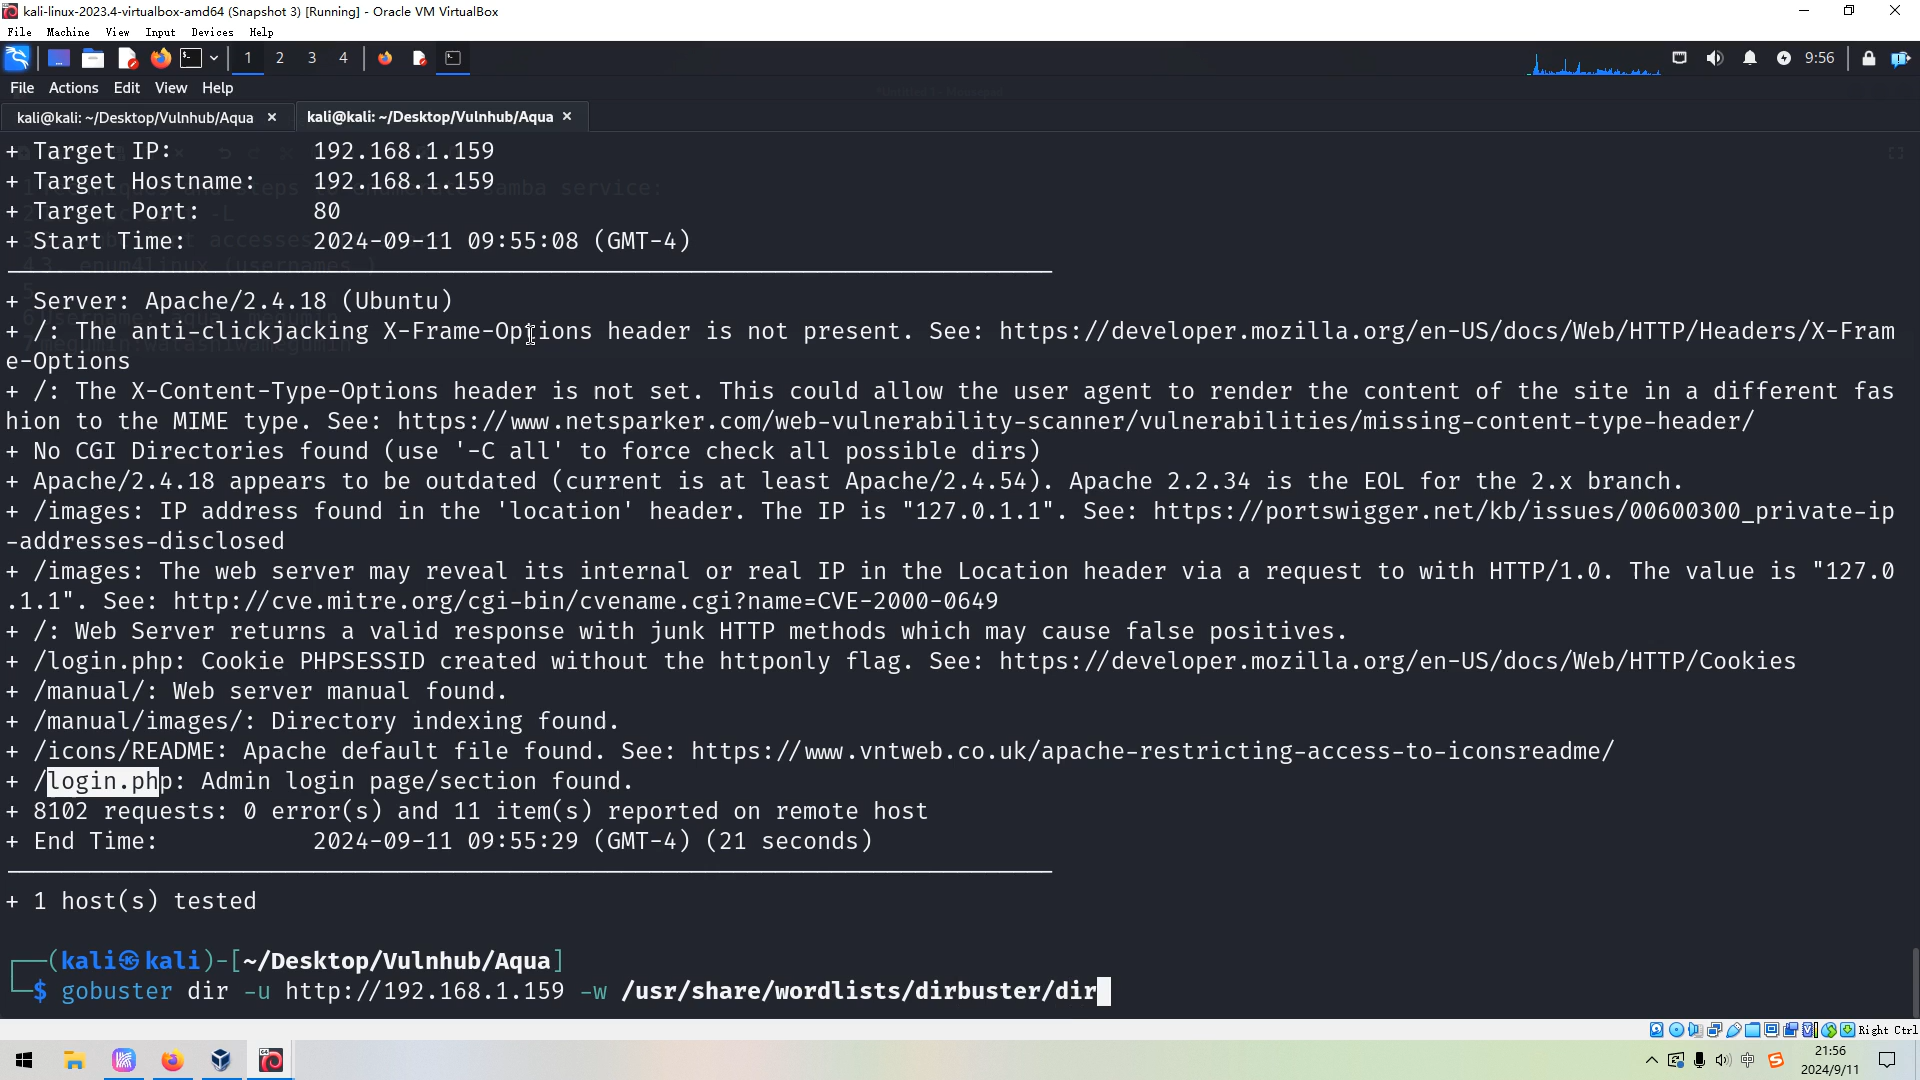 kali-linux-2023.4-virtualbox-amd64 (Snapshot 3) [Running] - Oracle VM VirtualBox
File Machine View Input Devices Help
1 2 3 4 9:56
File Actions Edit View Help
kali@kali: ~/Desktop/Vulnhub/Aqua × kali@kali: ~/Desktop/Vulnhub/Aqua ×
+ Target IP: 192.168.1.159
+ Target Hostname: 192.168.1.159
+ Target Port: 80
+ Start Time: 2024-09-11 09:55:08 (GMT-4)
+ Server: Apache/2.4.18 (Ubuntu)
+ /: The anti-clickjacking X-Frame-Options header is not present. See: https://developer.mozilla.org/en-US/docs/Web/HTTP/Headers/X-Fram
e-Options
+ /: The X-Content-Type-Options header is not set. This could allow the user agent to render the content of the site in a different fas
hion to the MIME type. See: https://www.netsparker.com/web-vulnerability-scanner/vulnerabilities/missing-content-type-header/
+ No CGI Directories found (use '-C all' to force check all possible dirs)
+ Apache/2.4.18 appears to be outdated (current is at least Apache/2.4.54). Apache 2.2.34 is the EOL for the 2.x branch.
+ /images: IP address found in the 'location' header. The IP is "127.0.1.1". See: https://portswigger.net/kb/issues/00600300_private-ip
-addresses-disclosed
+ /images: The web server may reveal its internal or real IP in the Location header via a request to with HTTP/1.0. The value is "127.0
.1.1". See: http://cve.mitre.org/cgi-bin/cvename.cgi?name=CVE-2000-0649
+ /: Web Server returns a valid response with junk HTTP methods which may cause false positives.
+ /login.php: Cookie PHPSESSID created without the httponly flag. See: https://developer.mozilla.org/en-US/docs/Web/HTTP/Cookies
+ /manual/: Web server manual found.
+ /manual/images/: Directory indexing found.
+ /icons/README: Apache default file found. See: https://www.vntweb.co.uk/apache-restricting-access-to-iconsreadme/
+ /login.php: Admin login page/section found.
+ 8102 requests: 0 error(s) and 11 item(s) reported on remote host
+ End Time: 2024-09-11 09:55:29 (GMT-4) (21 seconds)
+ 1 host(s) tested
(kali㉿kali)-[~/Desktop/Vulnhub/Aqua]
$ gobuster dir -u http://192.168.1.159 -w /usr/share/wordlists/dirbuster/dir
Right Ctrl
中 21:56
2024/9/11